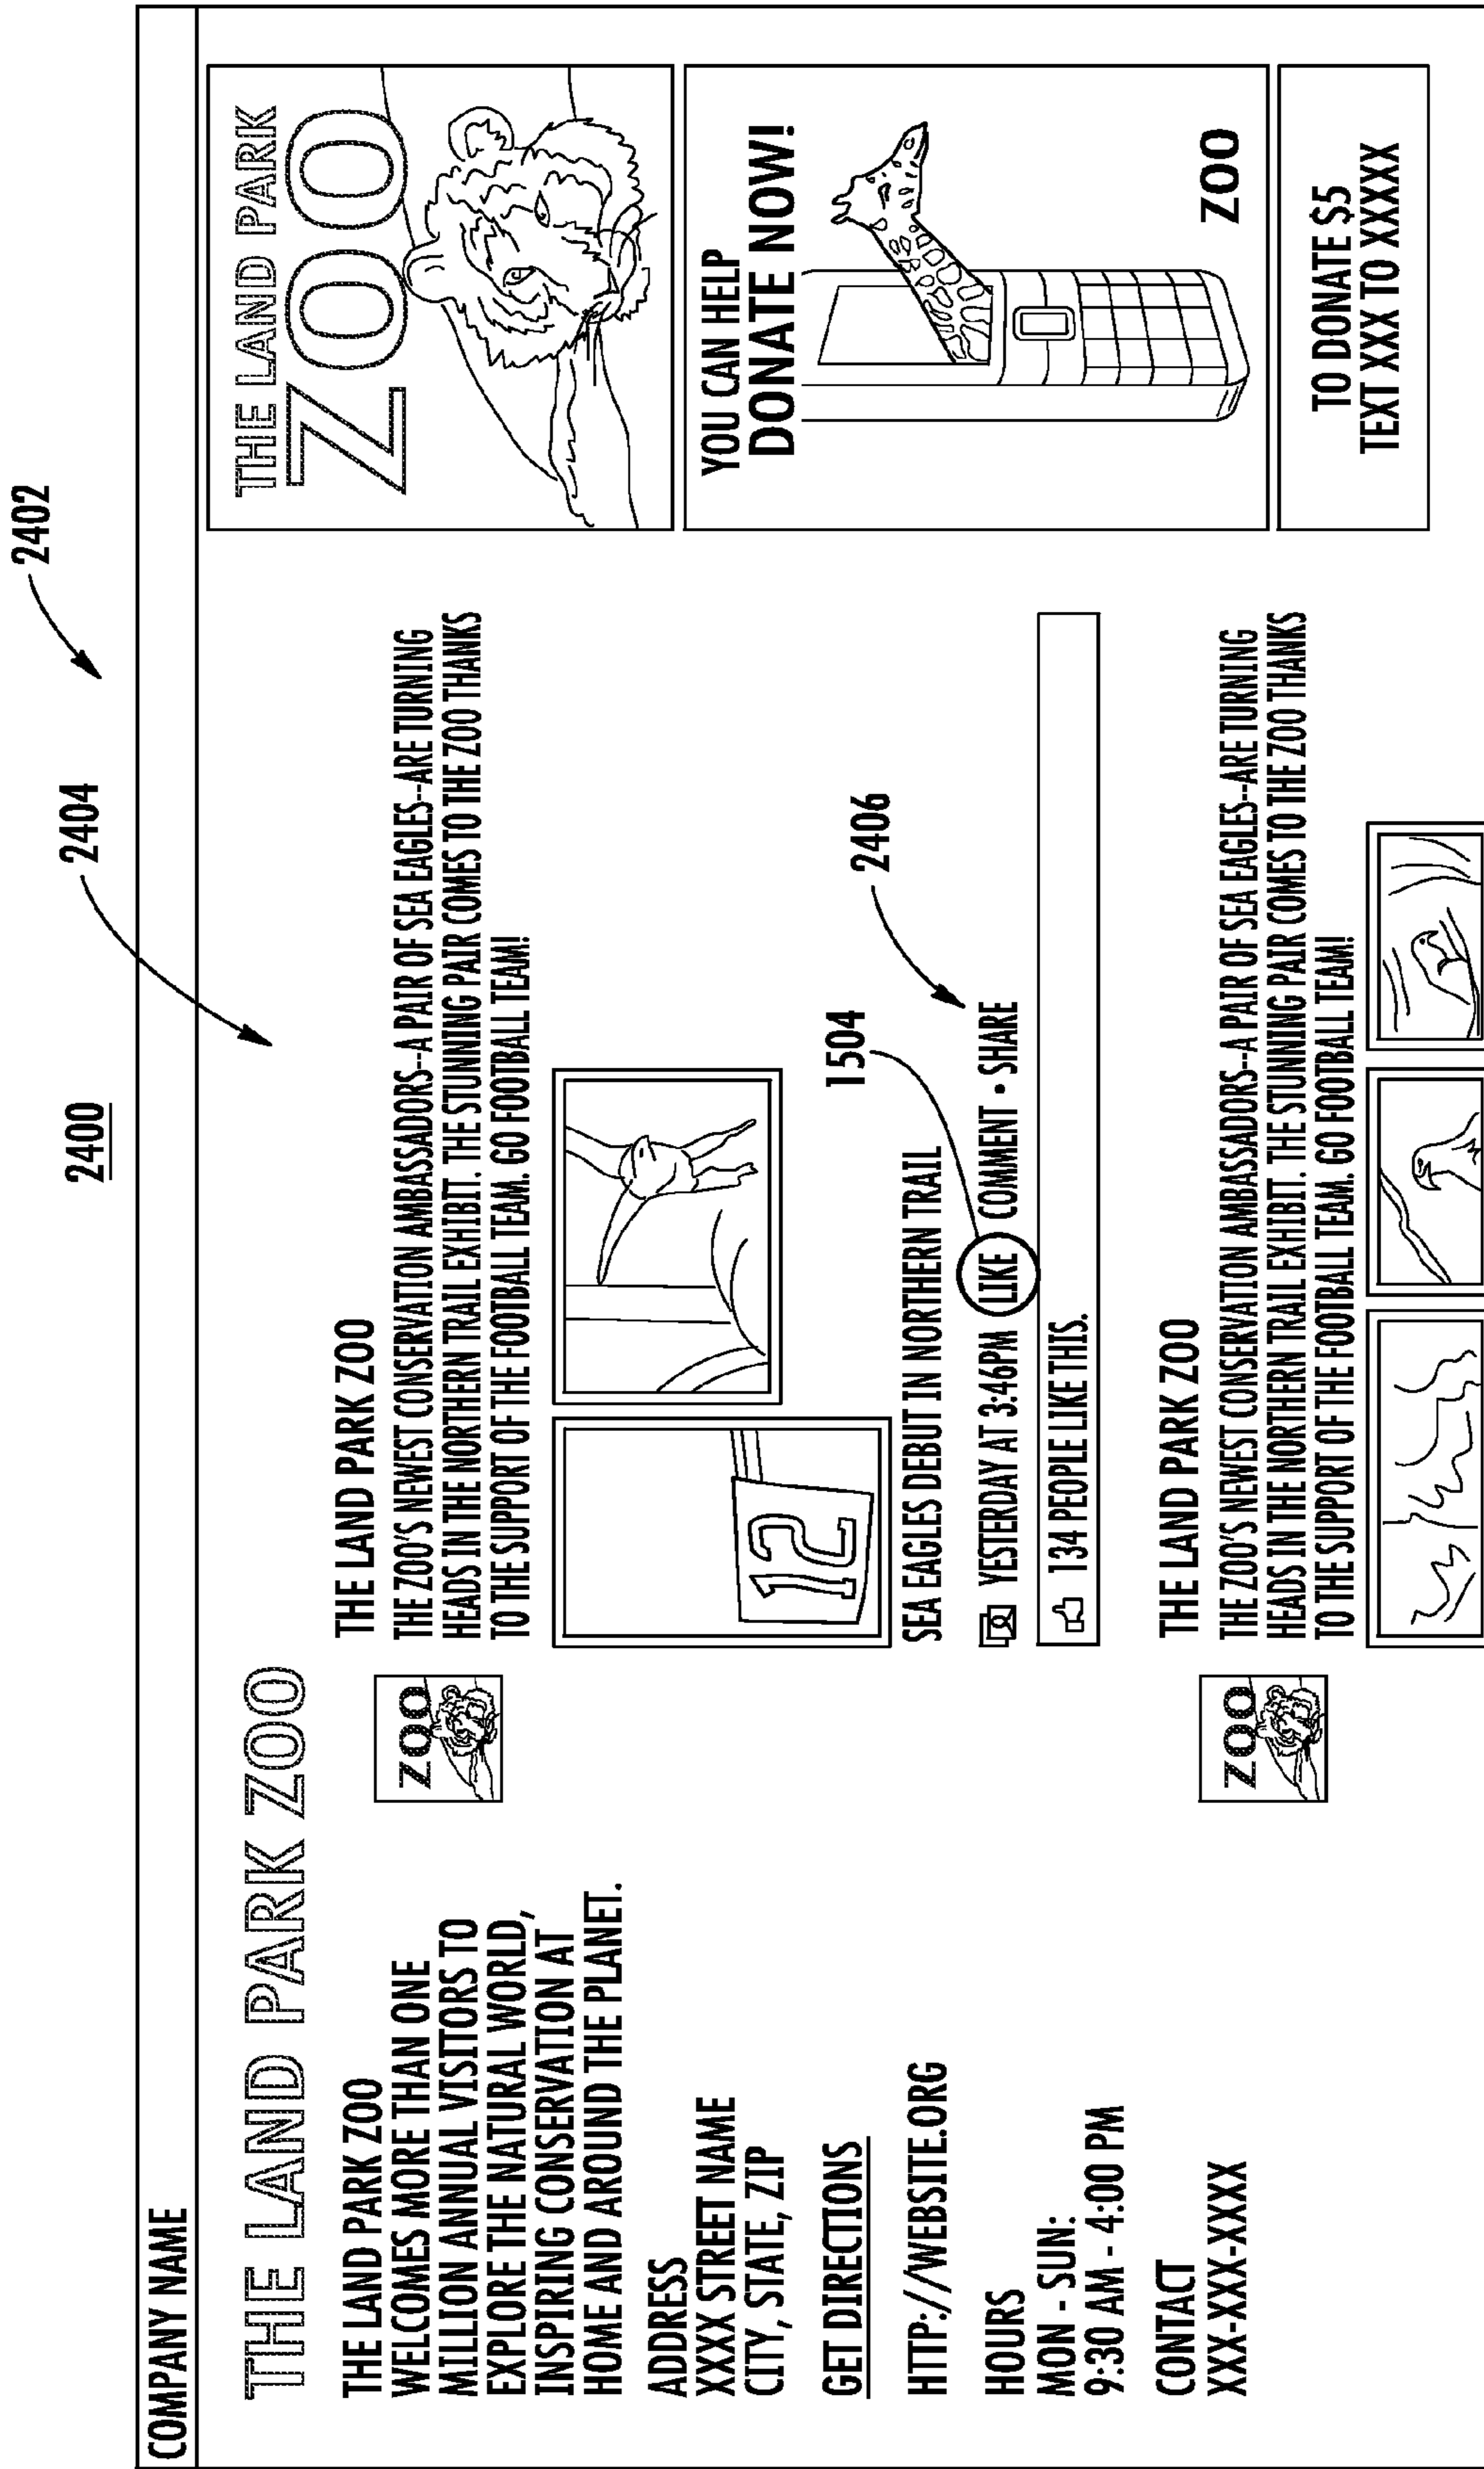 2400
2402
2404
COMPANY NAME
THE LAND PARK ZOO
THE LAND PARK ZOO
WELCOMES MORE THAN ONE
MILLION ANNUAL VISITORS TO
EXPLORE THE NATURAL WORLD,
INSPIRING CONSERVATION AT
HOME AND AROUND THE PLANET.
ADDRESS
XXXX STREET NAME
CITY, STATE, ZIP
GET DIRECTIONS
HTTP://WEBSITE.ORG
HOURS
MON - SUN:
9:30 AM - 4:00 PM
CONTACT
XXX-XXX-XXXX
ZOO
THE LAND PARK ZOO
THE ZOO'S NEWEST CONSERVATION AMBASSADORS--A PAIR OF SEA EAGLES--ARE TURNING
HEADS IN THE NORTHERN TRAIL EXHIBIT. THE STUNNING PAIR COMES TO THE ZOO THANKS
TO THE SUPPORT OF THE FOOTBALL TEAM. GO FOOTBALL TEAM!
12
SEA EAGLES DEBUT IN NORTHERN TRAIL
1504
2406
YESTERDAY AT 3:46PM LIKE COMMENT • SHARE
134 PEOPLE LIKE THIS.
ZOO
THE LAND PARK ZOO
THE ZOO'S NEWEST CONSERVATION AMBASSADORS--A PAIR OF SEA EAGLES--ARE TURNING
HEADS IN THE NORTHERN TRAIL EXHIBIT. THE STUNNING PAIR COMES TO THE ZOO THANKS
TO THE SUPPORT OF THE FOOTBALL TEAM. GO FOOTBALL TEAM!
THE LAND PARK
ZOO
YOU CAN HELP
DONATE NOW!
ZOO
TO DONATE $5
TEXT XXX TO XXXXX